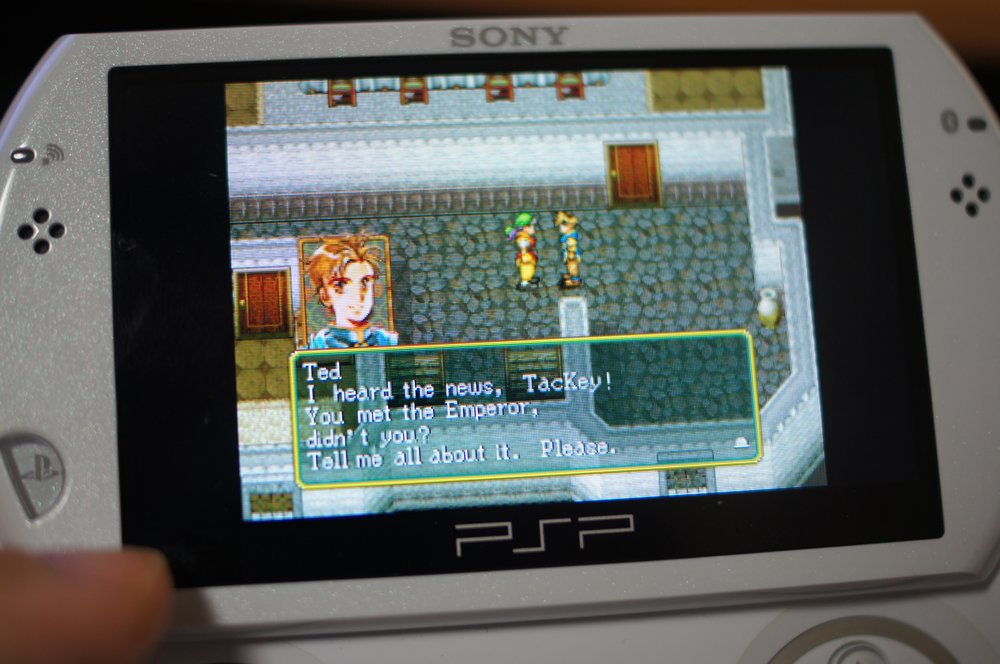 SONY
Ted
I heard the news, TacKey!
You met the Emperor,
didn't you?
Tell me all about it. Please.
PSP